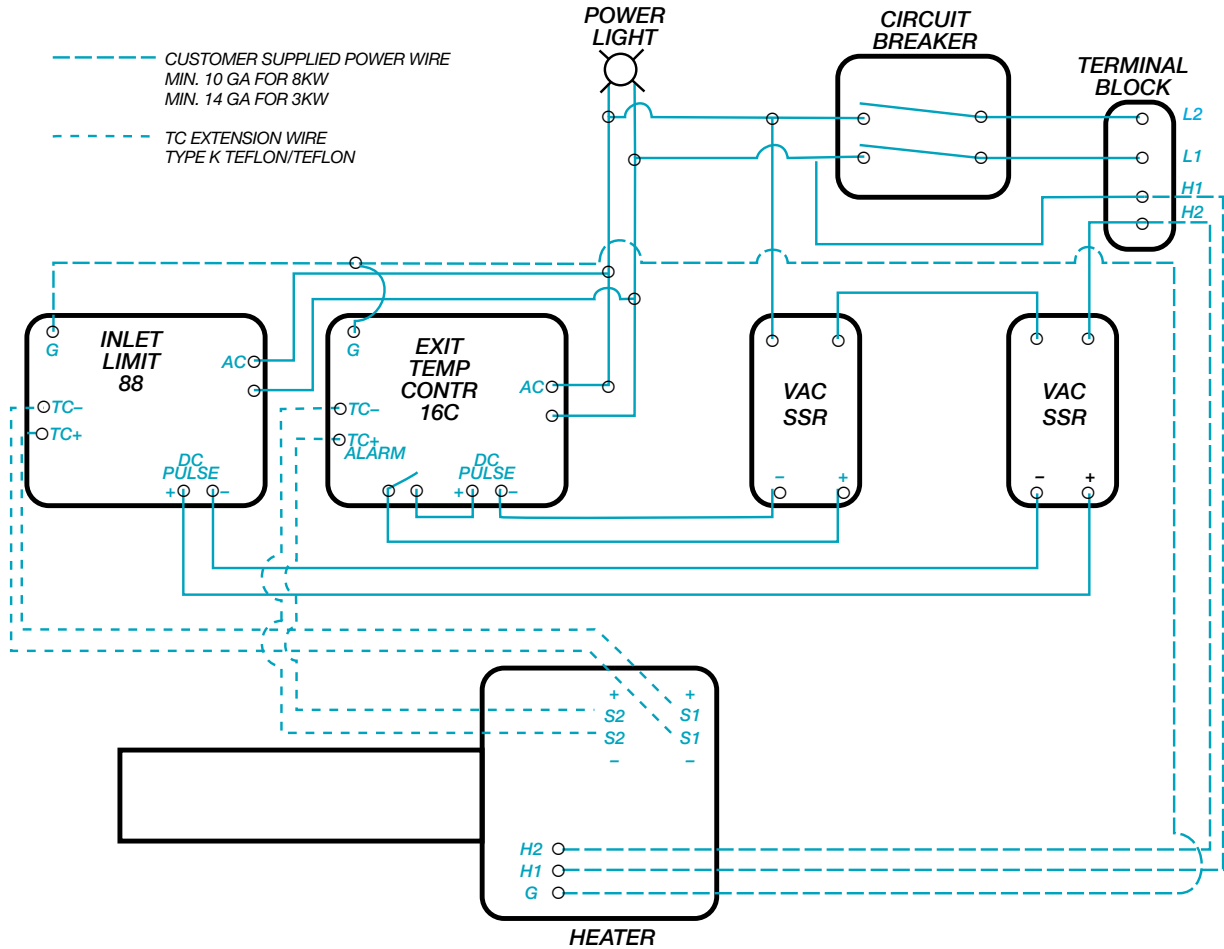 POWER
LIGHT
CIRCUIT
BREAKER
TERMINAL
BLOCK
CUSTOMER SUPPLIED POWER WIRE
MIN. 10 GA FOR 8KW
MIN. 14 GA FOR 3KW
TC EXTENSION WIRE
TYPE K TEFLON/TEFLON
L2
L1
H1
H2
G
INLET
LIMIT
88
AC
TC–
TC+
DC
PULSE
+ –
G
EXIT
TEMP
CONTR
16C
AC
TC–
TC+
ALARM
DC
PULSE
+ –
VAC
SSR
– +
VAC
SSR
– +
+ +
S2 S1
S2 S1
– –
H2
H1
G
HEATER